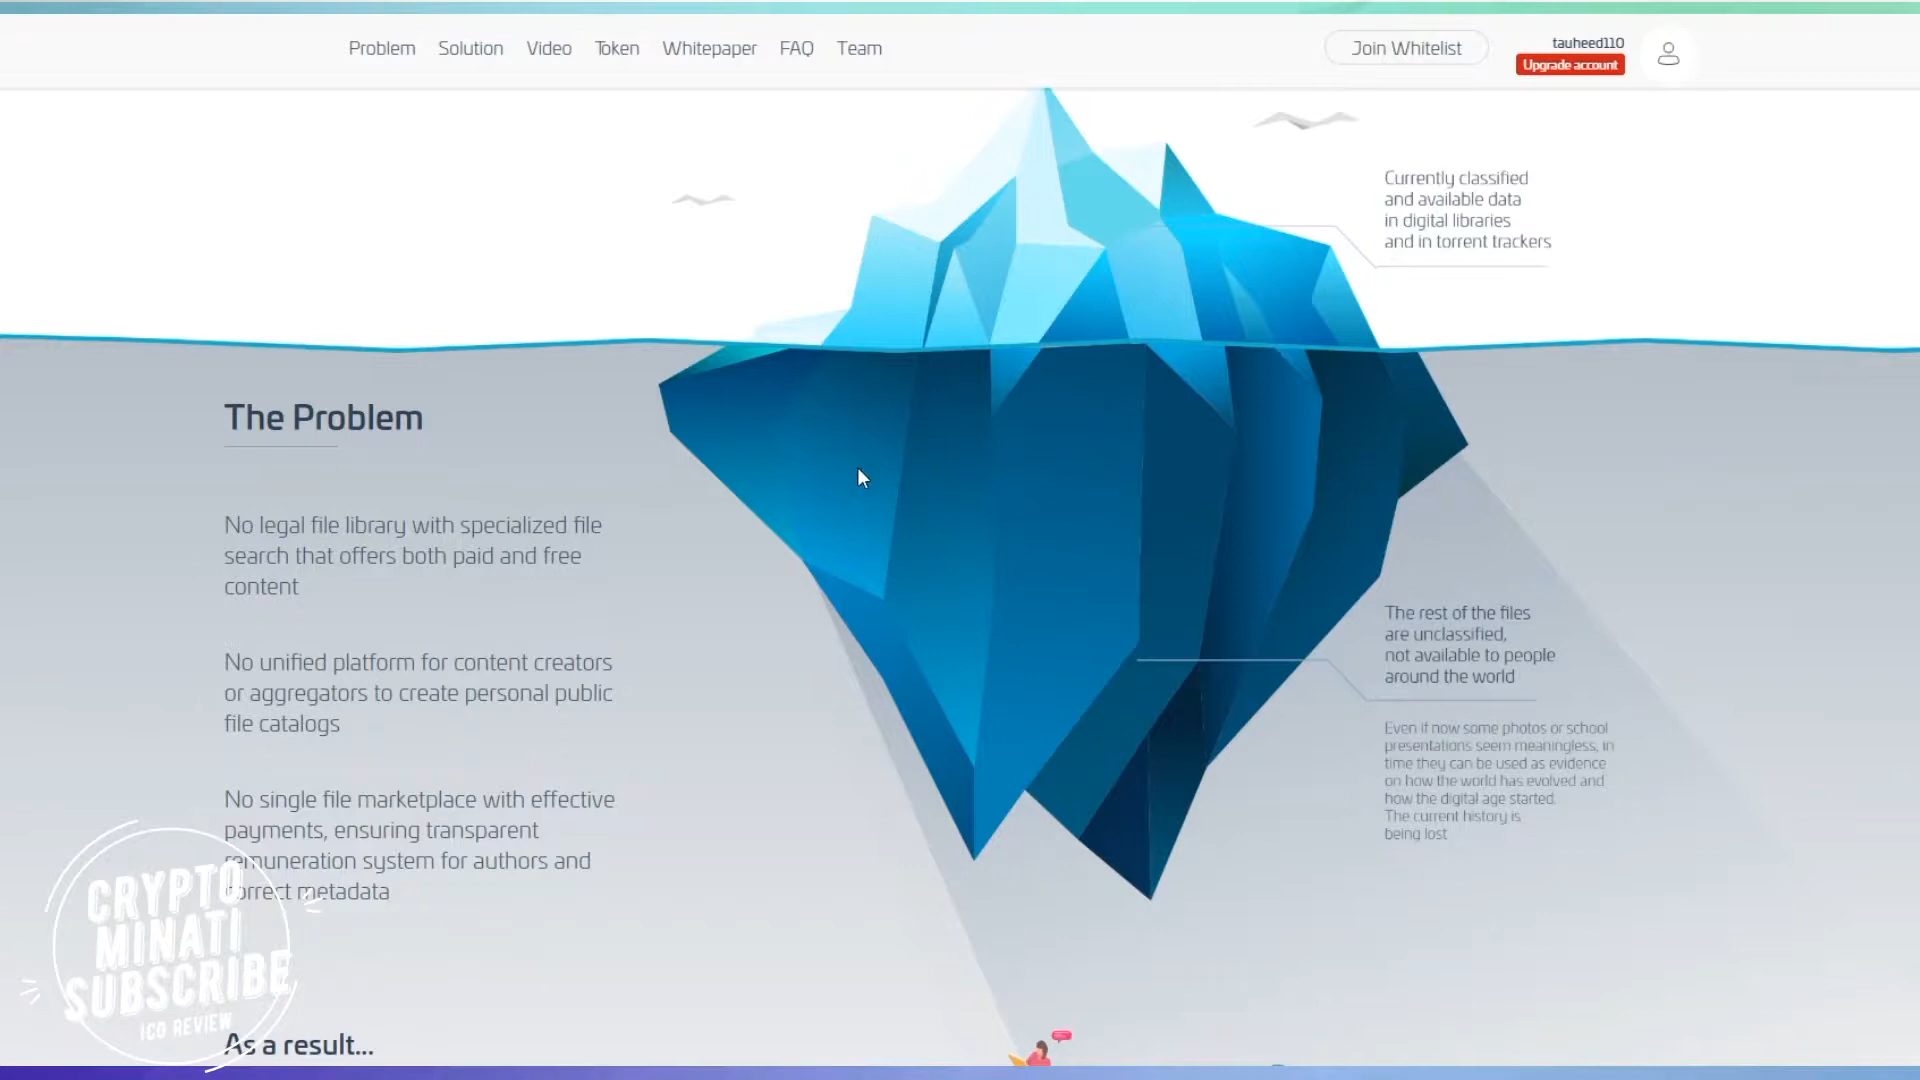 Problem Solution Video Token Whitepaper FAQ Team Join Whitelist
tauheed110
Upgrade account
Currently classified
and available data
in digital libraries
and in torrent trackers
The Problem
No legal file library with specialized file
search that offers both paid and free
content
No unified platform for content creators
or aggregators to create personal public
file catalogs
No single file marketplace with effective
payments, ensuring transparent
remuneration system for authors and
correct metadata
The rest of the files
are unclassified,
not available to people
around the world
Even if now some photos or school
presentations seem meaningless, in
time they can be used as evidence
on how the world has evolved and
how the digital age started.
The current history is
being lost
CRYPTO
MINATI
SUBSCRIBE
ICO REVIEW
As a result...